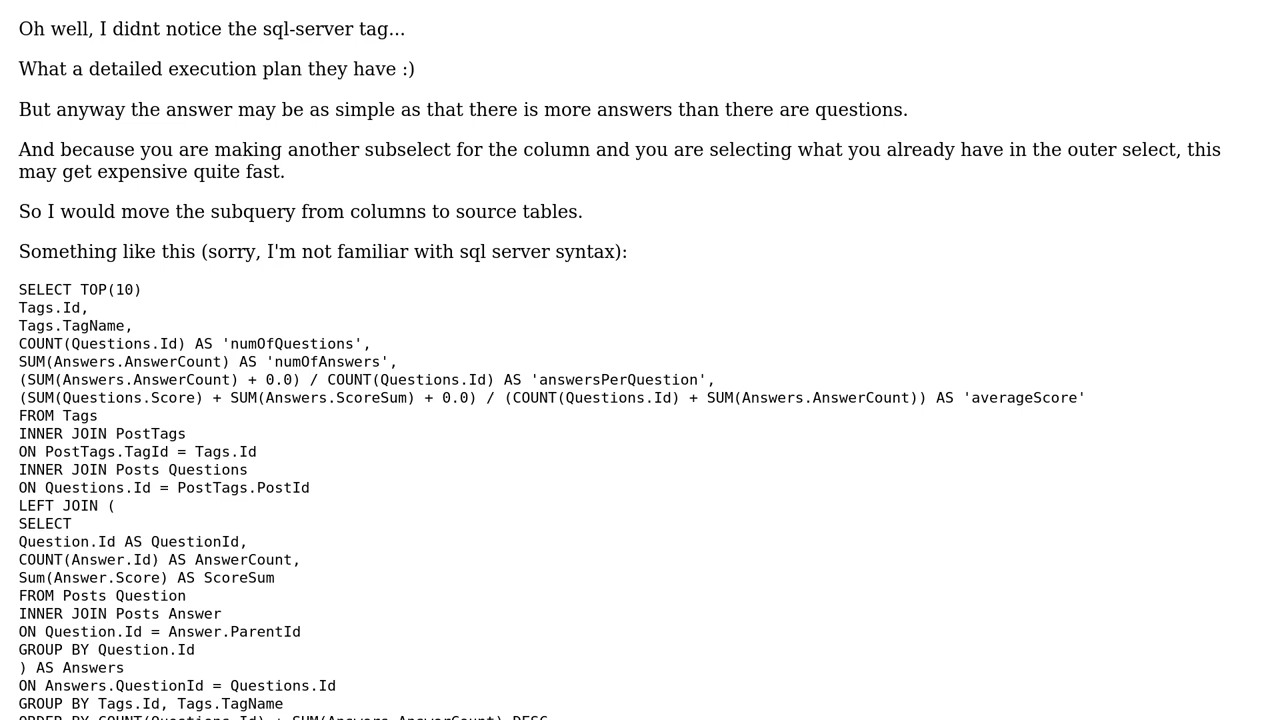 Oh well, I didnt notice the sql-server tag...
What a detailed execution plan they have :)
But anyway the answer may be as simple as that there is more answers than there are questions.
And because you are making another subselect for the column and you are selecting what you already have in the outer select, this
may get expensive quite fast.
So I would move the subquery from columns to source tables.
Something like this (sorry, I'm not familiar with sql server syntax):
SELECT TOP(10)
Tags.Id,
Tags.TagName,
COUNT(Questions.Id) AS 'numOfQuestions',
SUM(Answers.AnswerCount) AS 'numOfAnswers',
(SUM(Answers.AnswerCount) + 0.0) / COUNT(Questions.Id) AS 'answersPerQuestion',
(SUM(Questions.Score) + SUM(Answers.ScoreSum) + 0.0) / (COUNT(Questions.Id) + SUM(Answers.AnswerCount)) AS 'averageScore'
FROM Tags
INNER JOIN PostTags
ON PostTags.TagId = Tags.Id
INNER JOIN Posts Questions
ON Questions.Id = PostTags.PostId
LEFT JOIN (
SELECT
Question.Id AS QuestionId,
COUNT(Answer.Id) AS AnswerCount,
Sum(Answer.Score) AS ScoreSum
FROM Posts Question
INNER JOIN Posts Answer
ON Question.Id = Answer.ParentId
GROUP BY Question.Id
) AS Answers
ON Answers.QuestionId = Questions.Id
GROUP BY Tags.Id, Tags.TagName
ORDER BY COUNT(Questions.Id) + SUM(Answers.AnswerCount) DESC